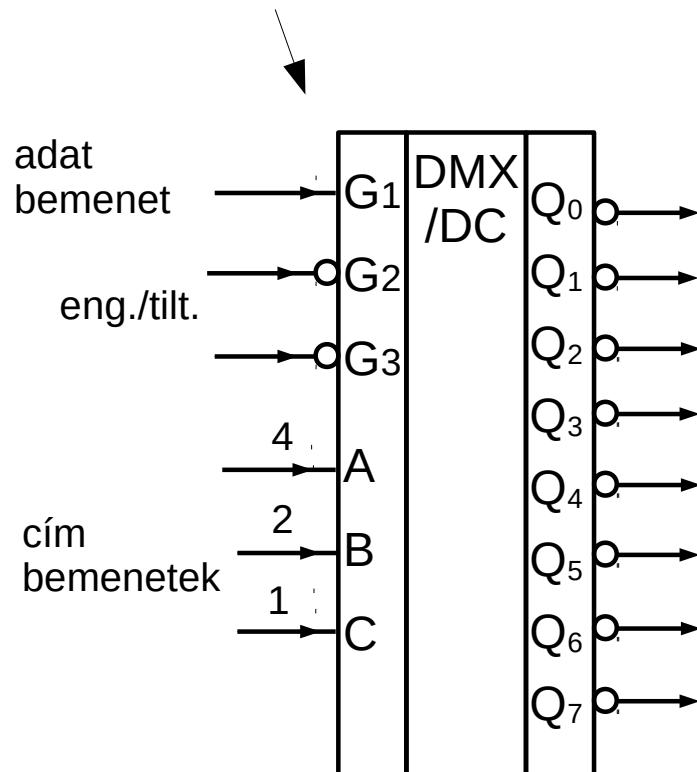 adat
bemenet
eng./tilt.
4
2
cím
bemenetek
1
G1
G2
G3
A
B
C
DMX
/DC
Q0
Q1
Q2
Q3
Q4
Q5
Q6
Q7